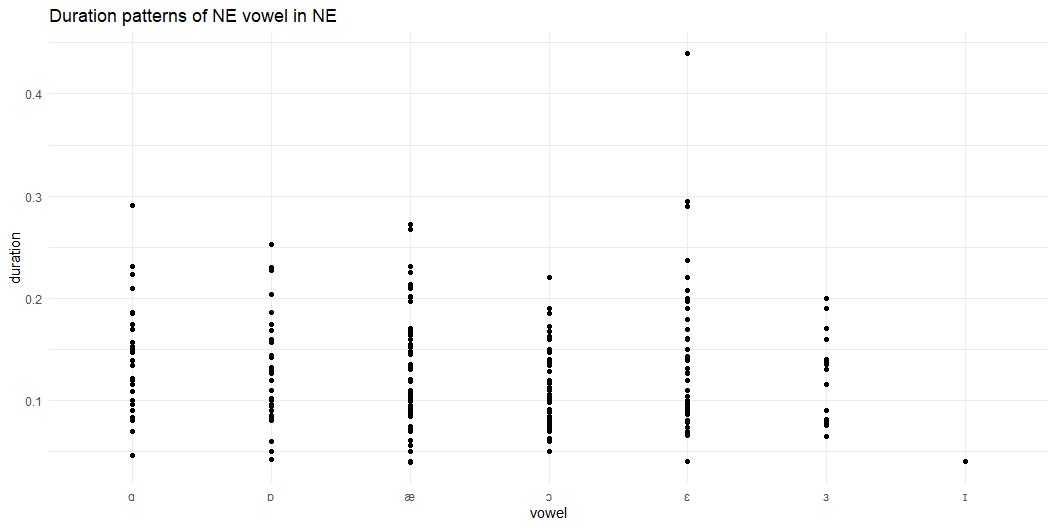 Duration patterns of NE vowel in NE
0.4
0.3
0.2
0.1
duration
ɑ ɒ æ ɔ ɛ ɜ ɪ
vowel